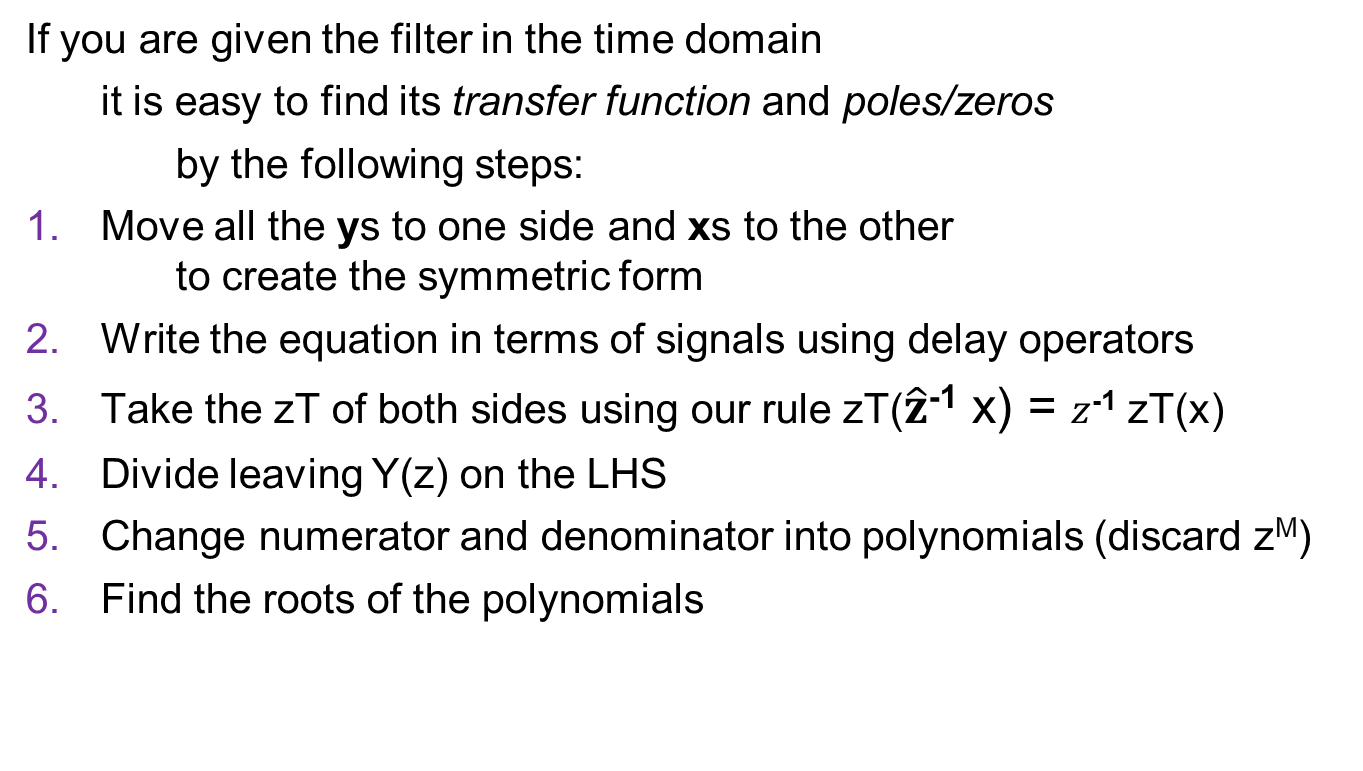 If you are given the filter in the time domain
it is easy to find its transfer function and poles/zeros
by the following steps:
1. Move all the ys to one side and xs to the other
to create the symmetric form
2. Write the equation in terms of signals using delay operators
3. Take the zT of both sides using our rule zT(ẑ⁻¹ x) = z⁻¹ zT(x)
4. Divide leaving Y(z) on the LHS
5. Change numerator and denominator into polynomials (discard zᴹ)
6. Find the roots of the polynomials